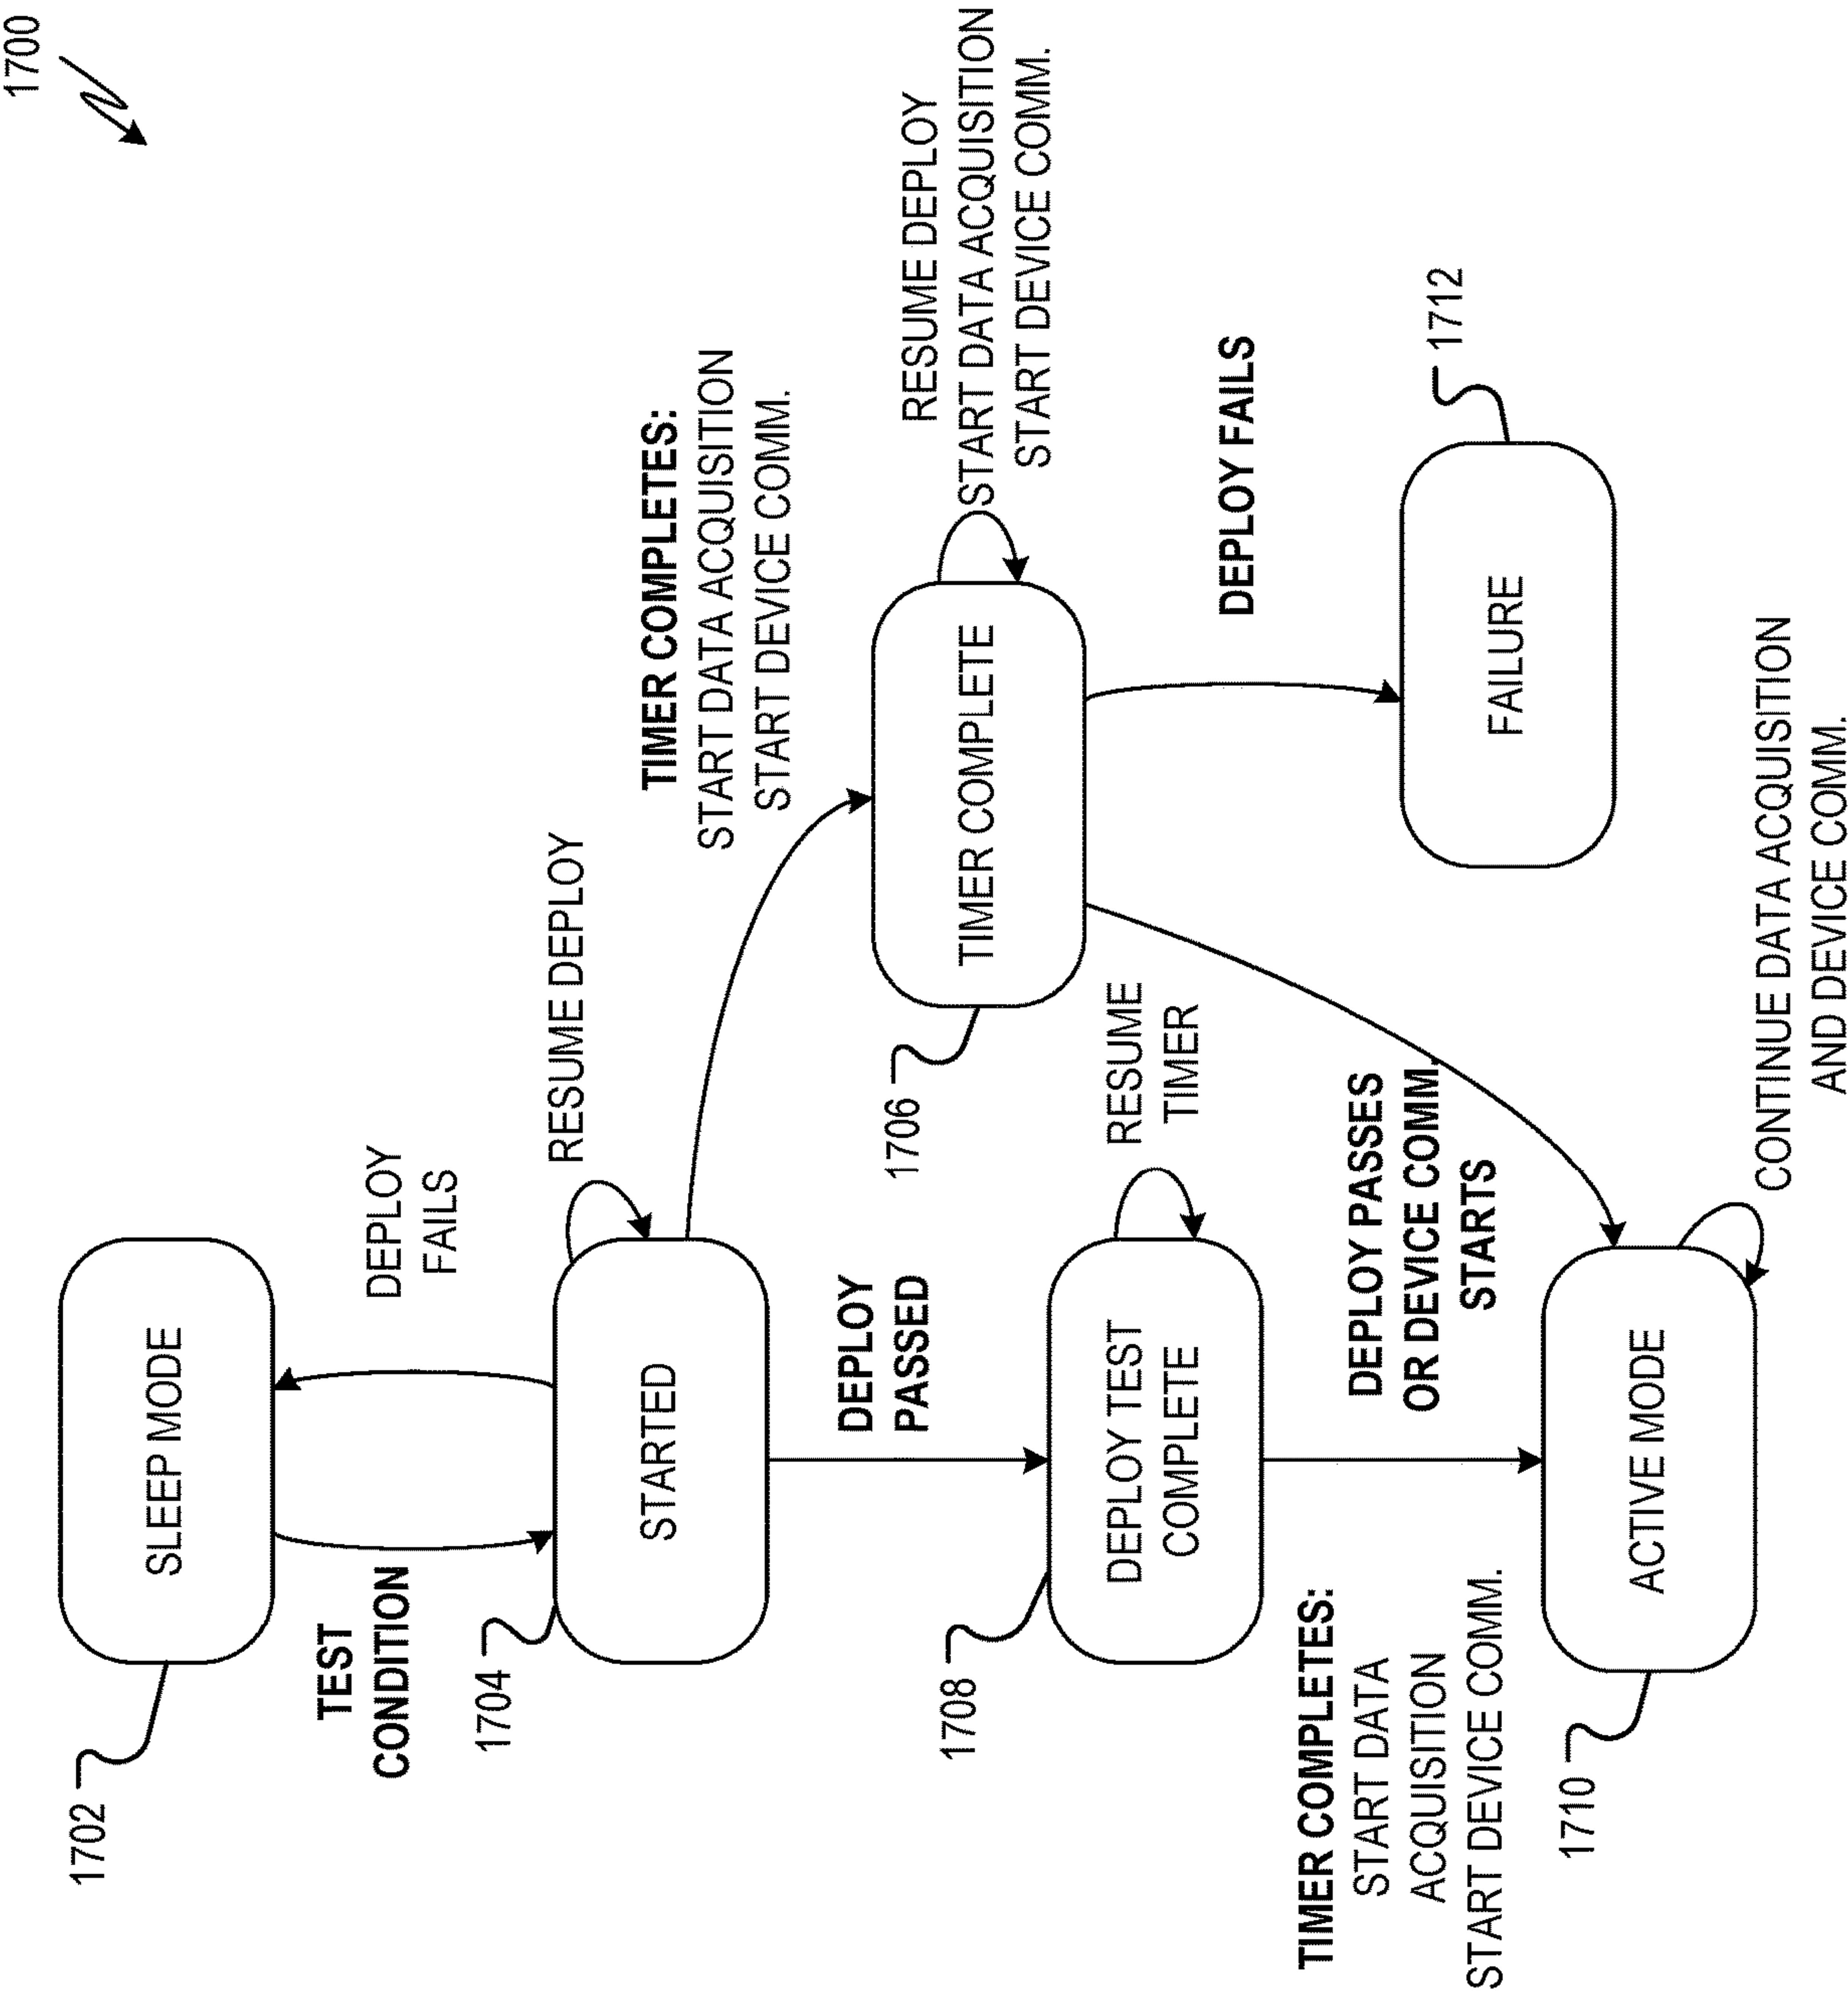 1700
1702
SLEEP MODE
TEST
CONDITION
DEPLOY
FAILS
1704
STARTED
RESUME DEPLOY
TIMER COMPLETES:
START DATA ACQUISITION
START DEVICE COMM.
DEPLOY
PASSED
1706
TIMER COMPLETE
RESUME DEPLOY
START DATA ACQUISITION
START DEVICE COMM.
1708
DEPLOY TEST
COMPLETE
RESUME
TIMER
DEPLOY FAILS
TIMER COMPLETES:
START DATA
ACQUISITION
START DEVICE COMM.
DEPLOY PASSES
OR DEVICE COMM.
STARTS
1712
FAILURE
1710
ACTIVE MODE
CONTINUE DATA ACQUISITION
AND DEVICE COMM.